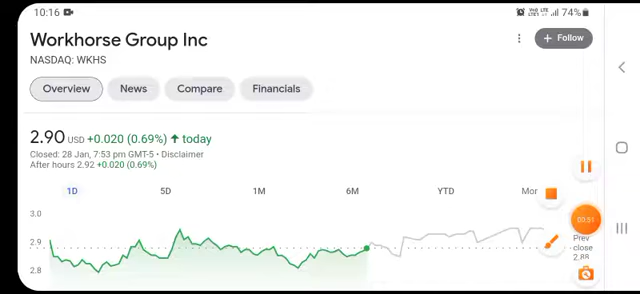 10:16
74%
Workhorse Group Inc
+ Follow
NASDAQ: WKHS
Overview
News
Compare
Financials
2.90 USD +0.020 (0.69%) today
Closed: 28 Jan, 7:53 pm GMT-5 • Disclaimer
After hours 2.92 +0.020 (0.69%)
1D
5D
1M
6M
YTD
Mor
3.0
2.9
2.8
00:51
Prev
close
2.88